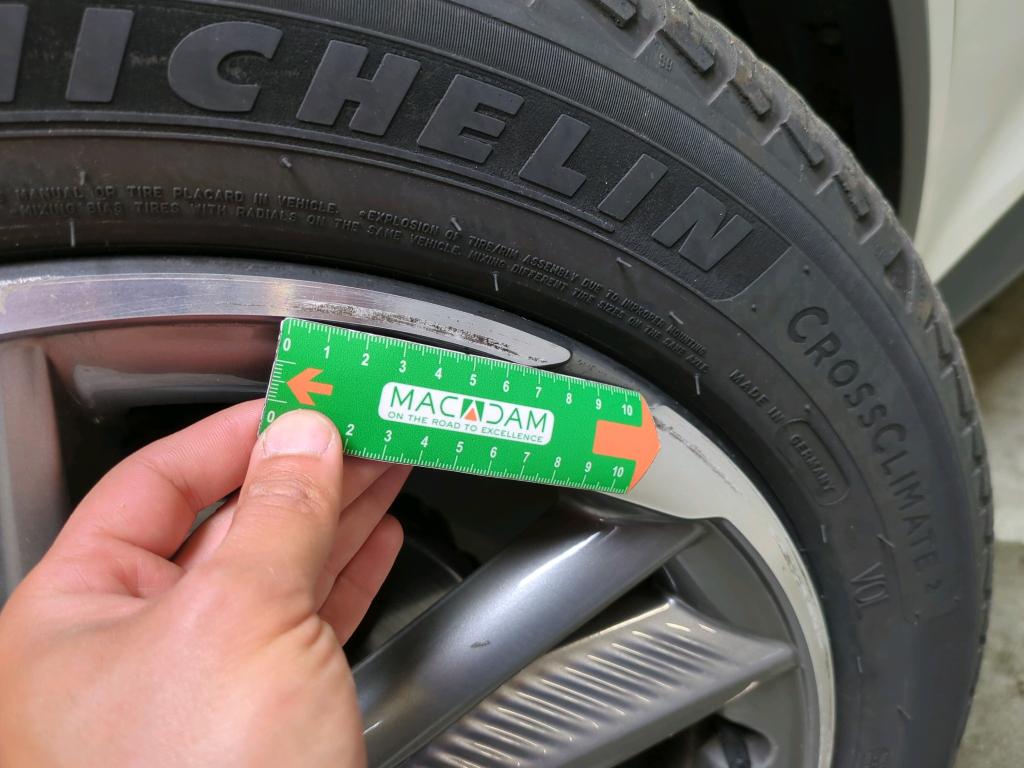 MICHELIN
MANUAL OF TIRE PLACARD IN VEHICLE. •EXPLOSION OF TIRE/RIM ASSEMBLY DUE TO IMPROPER MOUNTING.
MIXING BIAS TIRES WITH RADIALS ON THE SAME VEHICLE. MIXING DIFFERENT TIRE SIZES ON THE SAME AXLE.
CROSSCLIMATE 2
MADE IN GERMANY
VOL
0 1 2 3 4 5 6 7 8 9 10
MACADAM
ON THE ROAD TO EXCELLENCE
0 2 3 4 5 6 7 8 9 10